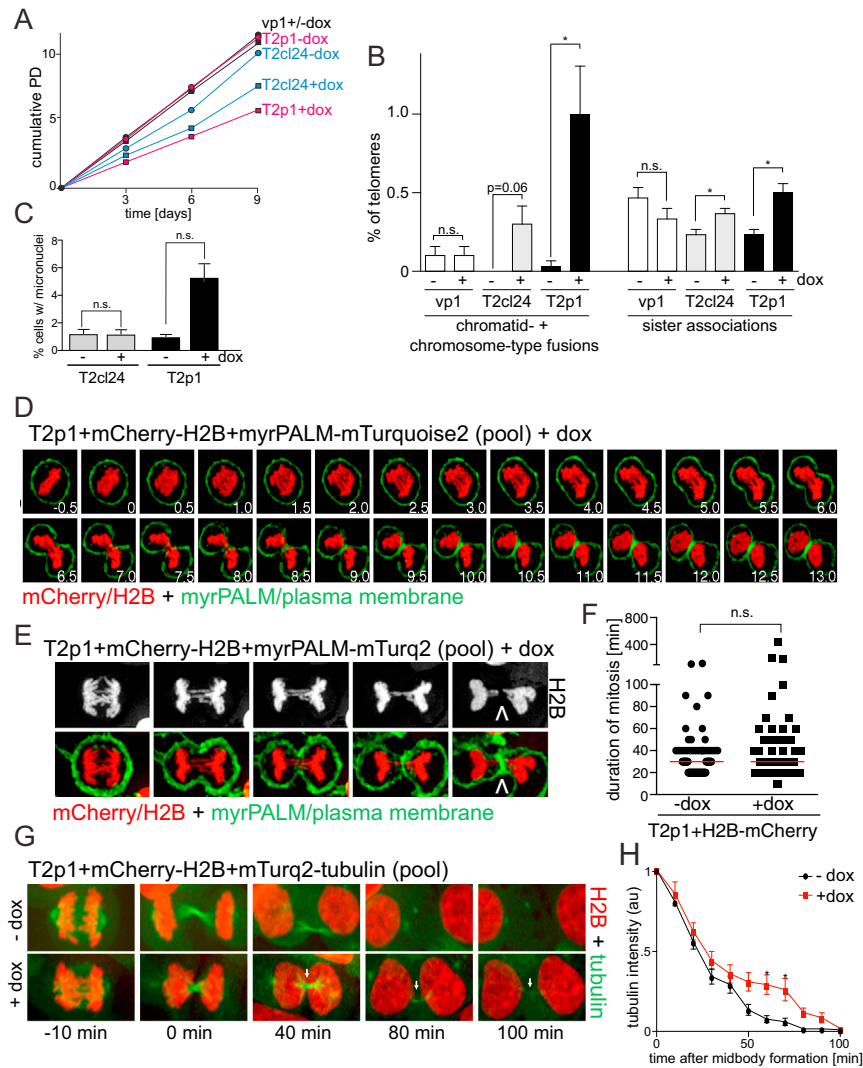 A
cumulative PD
10
5
0
3
6
9
time [days]
vp1+/-dox
T2p1-dox
T2cl24-dox
T2cl24+dox
T2p1+dox
B
% of telomeres
1.0
0.5
0
n.s.
p=0.06
*
n.s.
*
*
- + - + - + - + - + - + dox
vp1 T2cl24 T2p1 vp1 T2cl24 T2p1
chromatid- +
chromosome-type fusions
sister associations
C
% cells w/ micronuclei
6
5
4
3
2
1
0
n.s.
n.s.
- + - + dox
T2cl24 T2p1
D
T2p1+mCherry-H2B+myrPALM-mTurquoise2 (pool) + dox
-0.5 0 0.5 1.0 1.5 2.0 2.5 3.0 3.5 4.0 4.5 5.0 5.5 6.0
6.5 7.0 7.5 8.0 8.5 9.0 9.5 10.0 10.5 11.0 11.5 12.0 12.5 13.0
mCherry/H2B + myrPALM/plasma membrane
E
T2p1+mCherry-H2B+myrPALM-mTurq2 (pool) + dox
H2B
mCherry/H2B + myrPALM/plasma membrane
F
duration of mitosis [min]
800
400
100
80
60
40
20
0
n.s.
-dox +dox
T2p1+H2B-mCherry
G
T2p1+mCherry-H2B+mTurq2-tubulin (pool)
- dox
+ dox
H2B + tubulin
-10 min 0 min 40 min 80 min 100 min
H
tubulin intensity (au)
1
.5
0
0 50 100
time after midbody formation [min]
- dox
+dox
* *